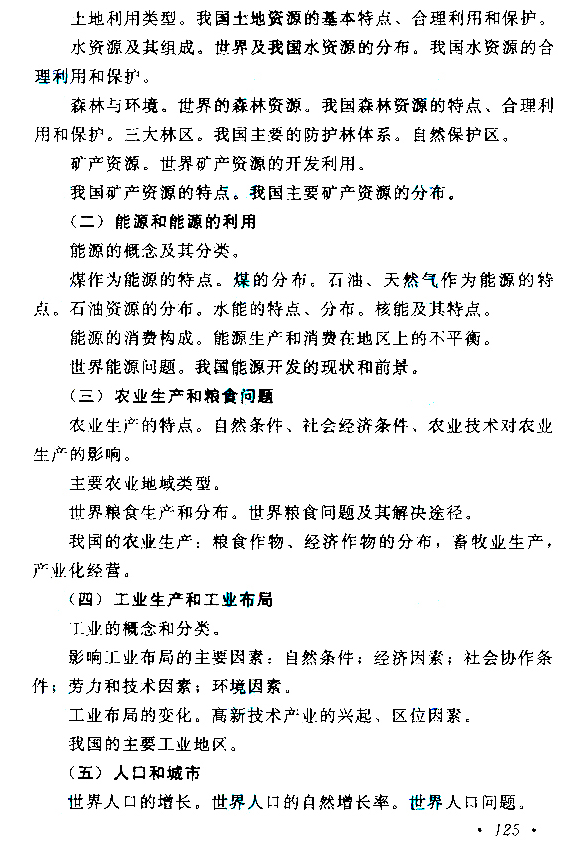 土地利用类型。我国土地资源的基本特点、合理利用和保护。
水资源及其组成。世界及我国水资源的分布。我国水资源的合
理利用和保护。
森林与环境。世界的森林资源。我国森林资源的特点、合理利
用和保护。三大林区。我国主要的防护林体系。自然保护区。
矿产资源。世界矿产资源的开发利用。
我国矿产资源的特点。我国主要矿产资源的分布。
(二) 能源和能源的利用
能源的概念及其分类。
煤作为能源的特点。煤的分布。石油、天然气作为能源的特
点。石油资源的分布。水能的特点、分布。核能及其特点。
能源的消费构成。能源生产和消费在地区上的不平衡。
世界能源问题。我国能源开发的现状和前景。
(三) 农业生产和粮食问题
农业生产的特点。自然条件、社会经济条件、农业技术对农业
生产的影响。
主要农业地域类型。
世界粮食生产和分布。世界粮食问题及其解决途径。
我国的农业生产：粮食作物、经济作物的分布，畜牧业生产，
产业化经营。
(四) 工业生产和工业布局
工业的概念和分类。
影响工业布局的主要因素：自然条件；经济因素；社会协作条
件；劳力和技术因素；环境因素。
工业布局的变化。高新技术产业的兴起、区位因素。
我国的主要工业地区。
(五) 人口和城市
世界人口的增长。世界人口的自然增长率。世界人口问题。
· 125 ·